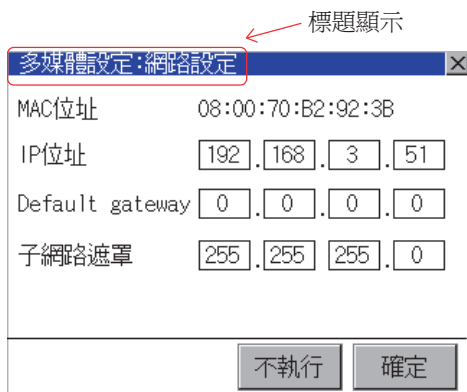 標題顯示
多媒體設定:網路設定
MAC位址 08:00:70:B2:92:3B
IP位址 192.168.3.51
Default gateway 0.0.0.0
子網路遮罩 255.255 255.0
不執行 確定